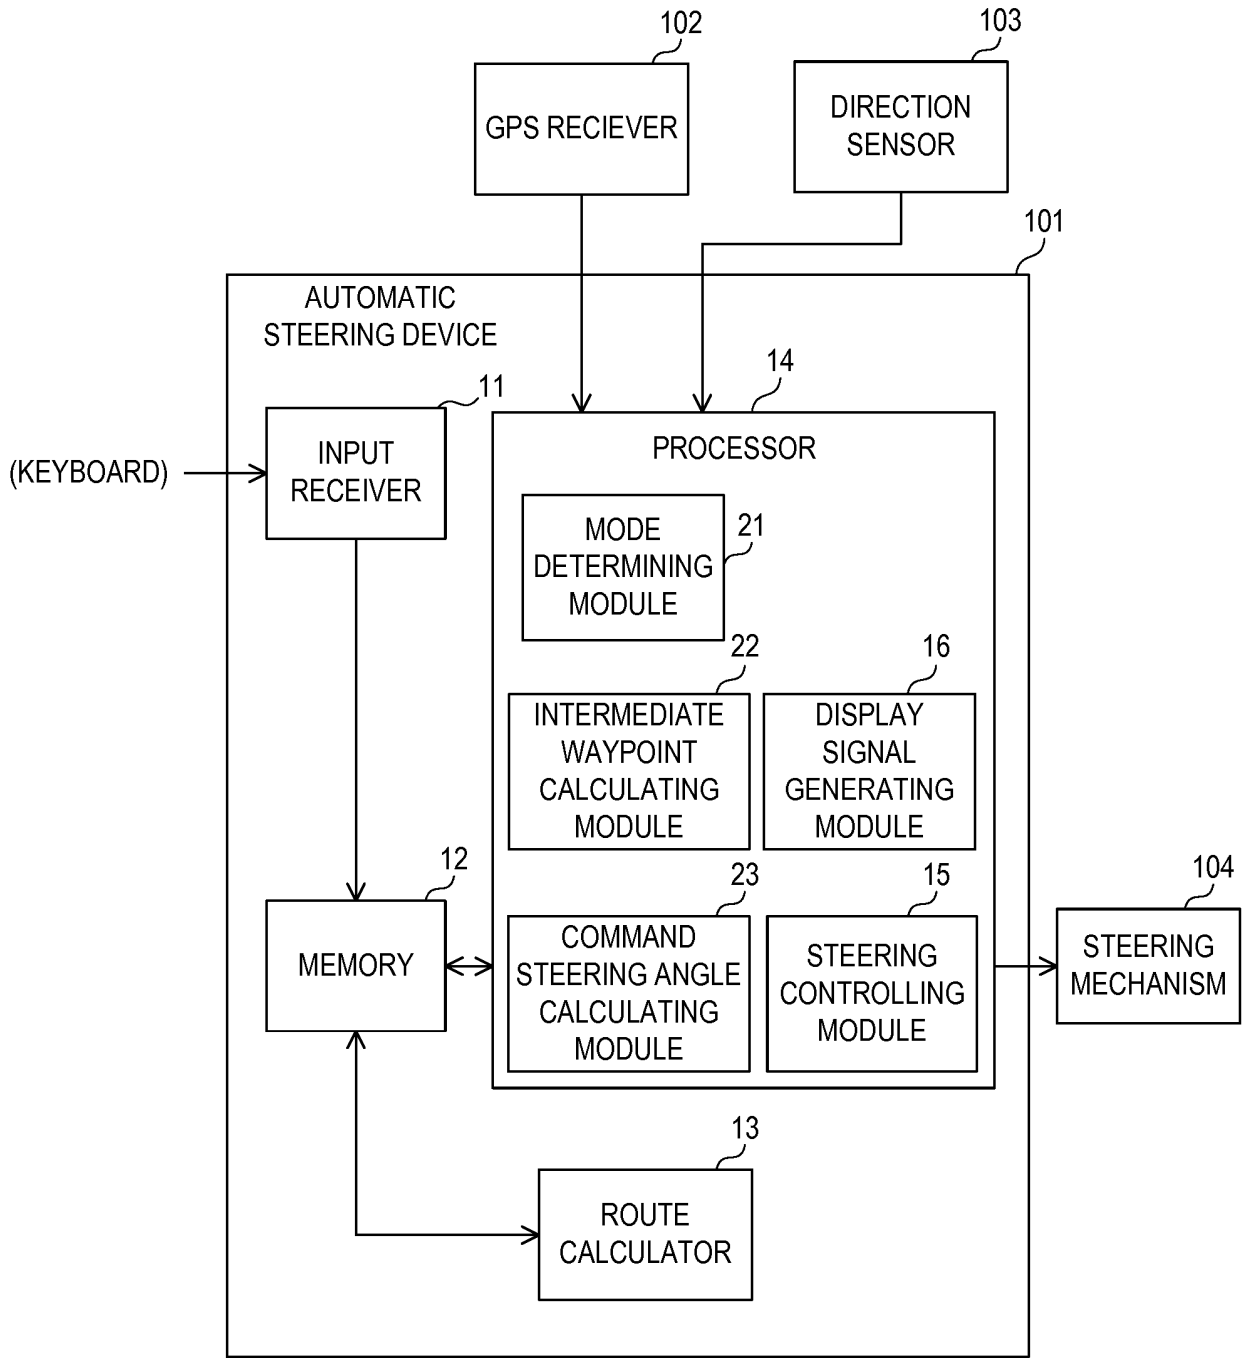 102
GPS RECIEVER
103
DIRECTION
SENSOR
101
AUTOMATIC
STEERING DEVICE
11
INPUT
RECEIVER
(KEYBOARD)
14
PROCESSOR
21
MODE
DETERMINING
MODULE
22
INTERMEDIATE
WAYPOINT
CALCULATING
MODULE
16
DISPLAY
SIGNAL
GENERATING
MODULE
12
MEMORY
23
COMMAND
STEERING ANGLE
CALCULATING
MODULE
15
STEERING
CONTROLLING
MODULE
104
STEERING
MECHANISM
13
ROUTE
CALCULATOR